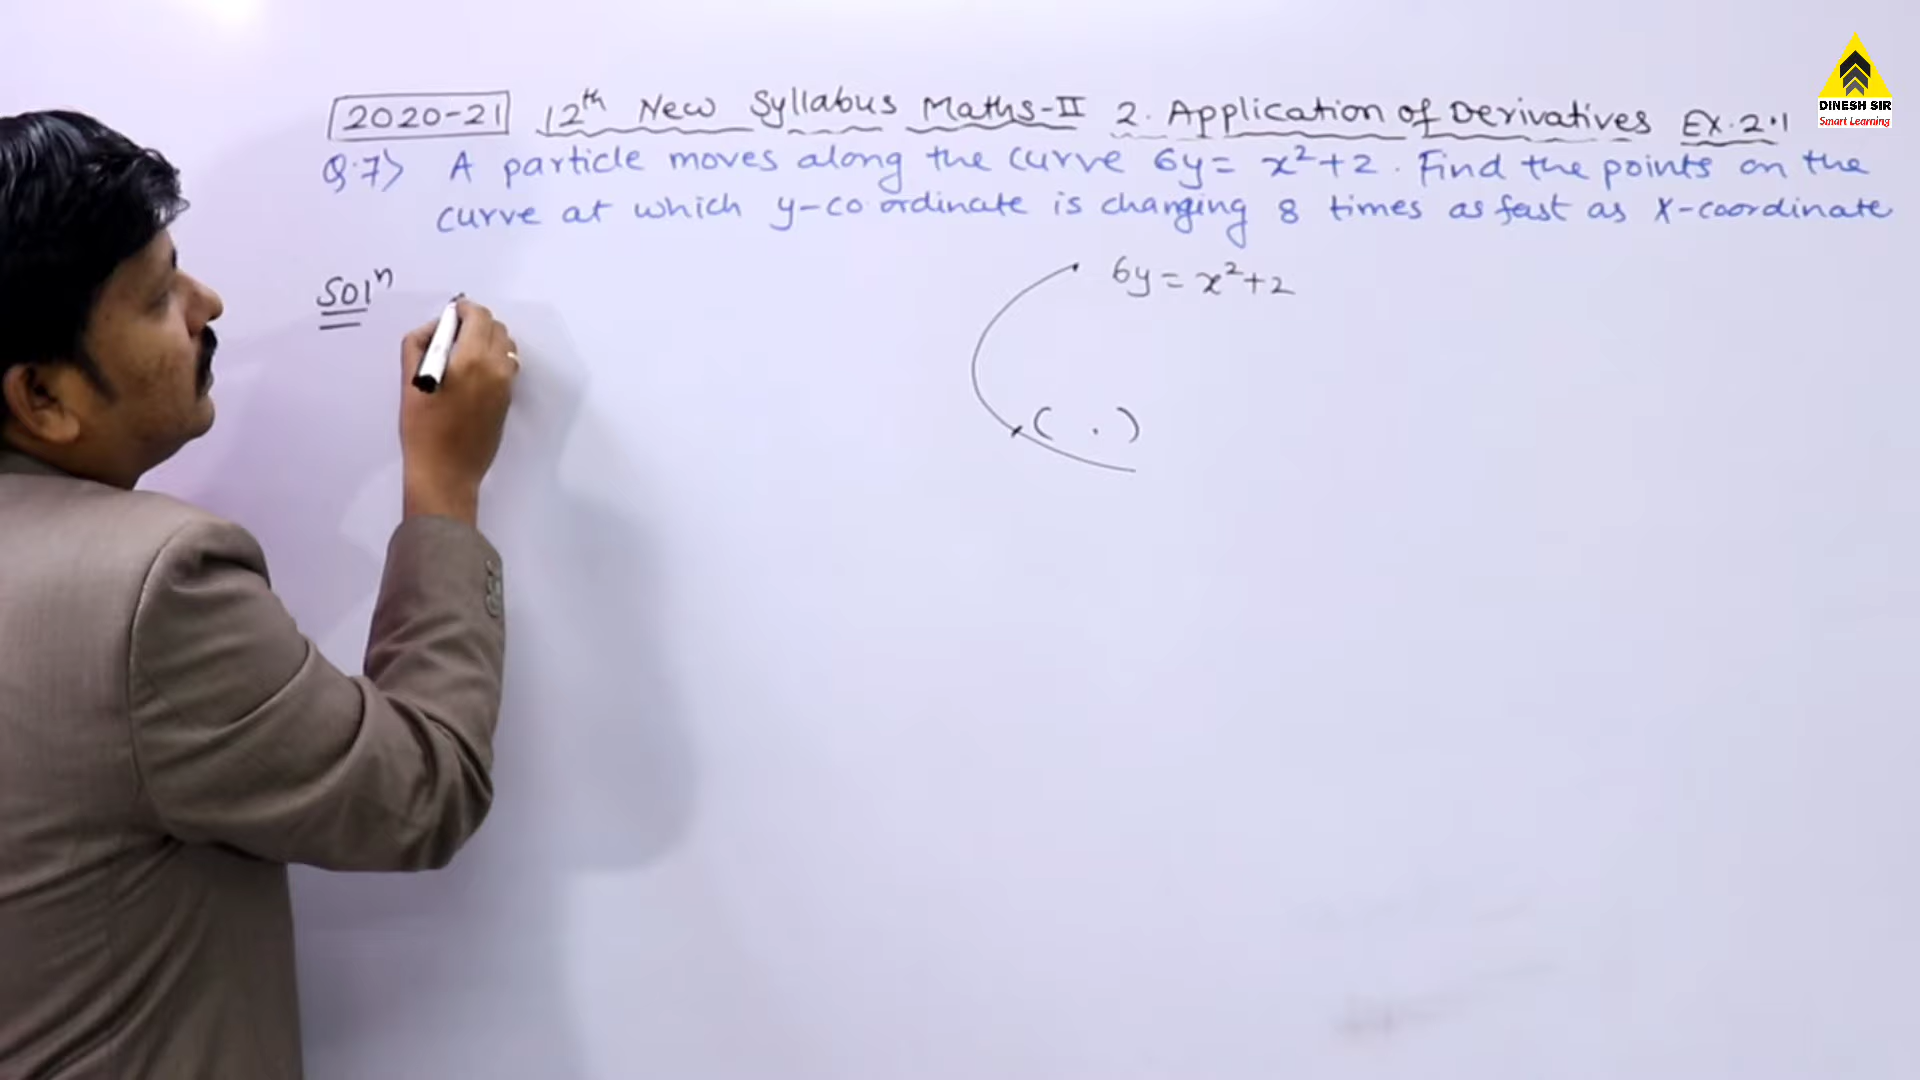 2020-21 12th New Syllabus Maths-II 2. Application of Derivatives EX.2.1
Q.7) A particle moves along the curve 6y = x²+2. Find the points on the
curve at which y-coordinate is changing 8 times as fast as X-coordinate
Solⁿ
6y = x²+2
( . )
DINESH SIR
Smart Learning